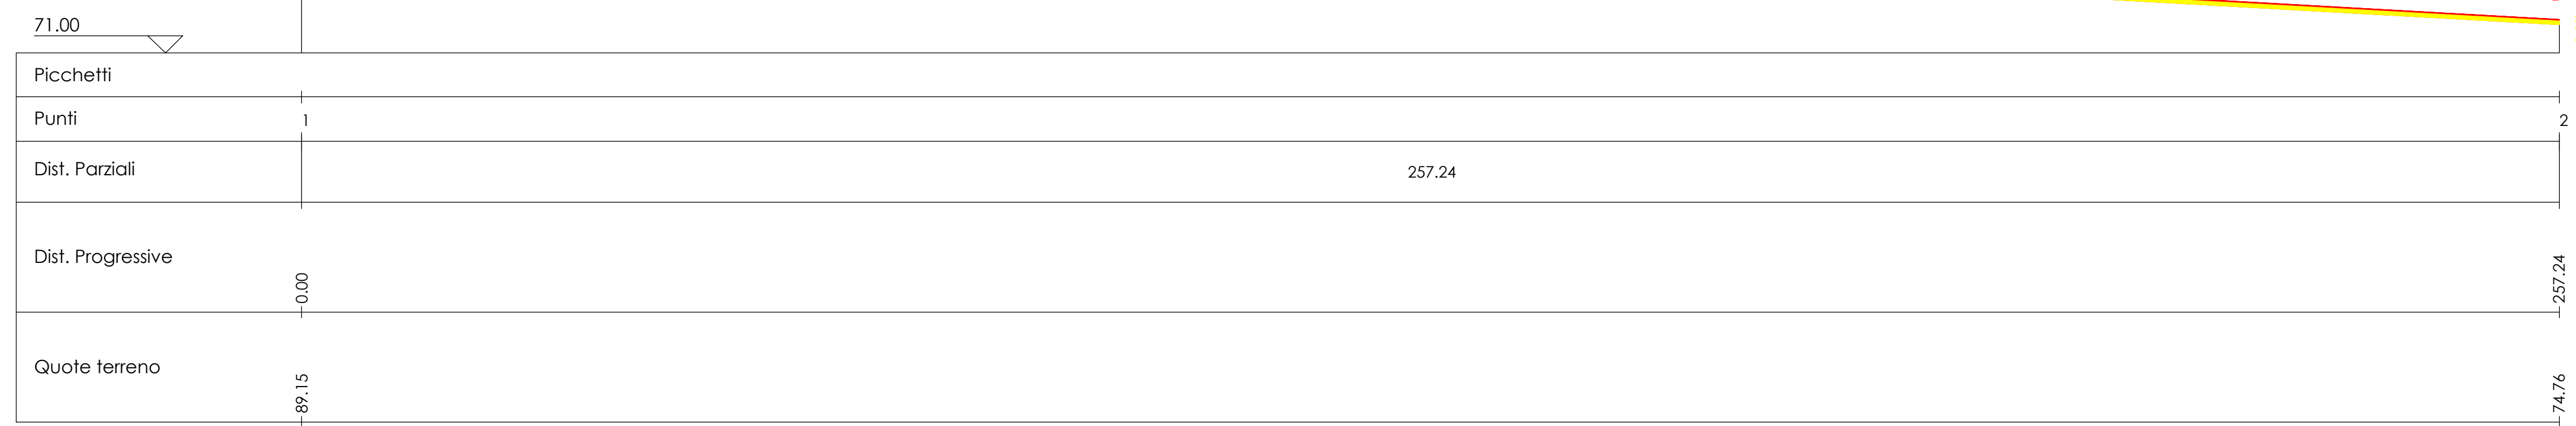 71.00
Picchetti
Punti 1 2
Dist. Parziali 257.24
Dist. Progressive 0.00 257.24
Quote terreno 89.15 74.76